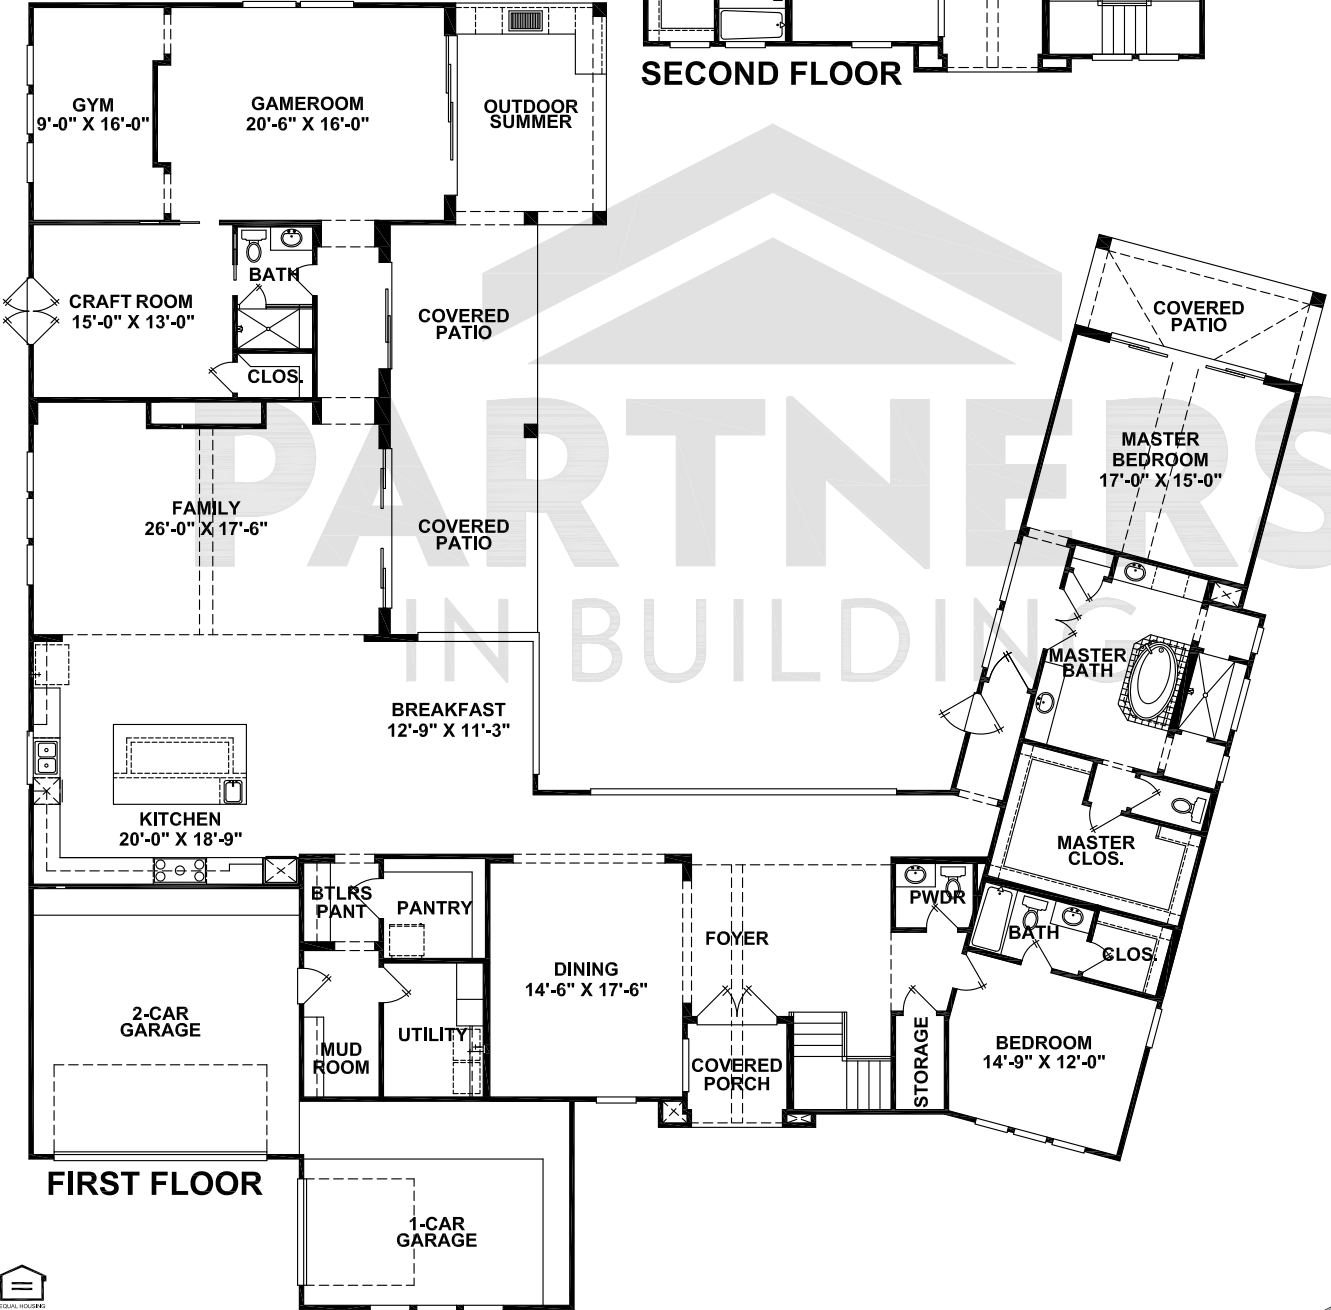 SECOND FLOOR
GYM
9'-0" X 16'-0"
GAMEROOM
20'-6" X 16'-0"
OUTDOOR
SUMMER
BATH
CRAFT ROOM
15'-0" X 13'-0"
CLOS.
COVERED
PATIO
COVERED
PATIO
MASTER
BEDROOM
17'-0" X 15'-0"
PARTNERS
IN BUILDING
FAMILY
26'-0" X 17'-6"
COVERED
PATIO
MASTER
BATH
BREAKFAST
12'-9" X 11'-3"
KITCHEN
20'-0" X 18'-9"
MASTER
CLOS.
BTLRS
PANT
PANTRY
PWDR
FOYER
BATH
CLOS.
DINING
14'-6" X 17'-6"
2-CAR
GARAGE
UTILITY
MUD
ROOM
COVERED
PORCH
STORAGE
BEDROOM
14'-9" X 12'-0"
FIRST FLOOR
1-CAR
GARAGE
EQUAL HOUSING